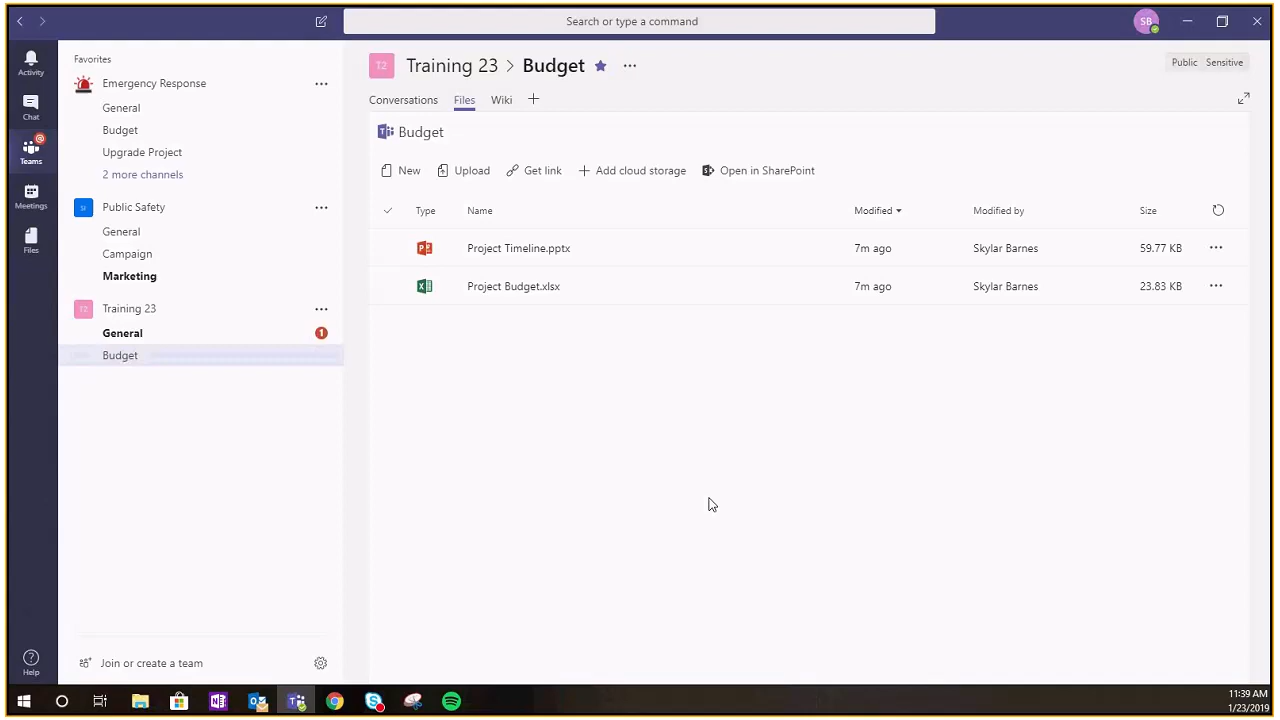 Search or type a command
SB
Activity
Chat
Teams
Meetings
Files
Help
Favorites
Emergency Response
General
Budget
Upgrade Project
2 more channels
Public Safety
General
Campaign
Marketing
T2 Training 23
General 1
Budget
Join or create a team
T2 Training 23 > Budget
Public Sensitive
Conversations Files Wiki
Budget
New Upload Get link Add cloud storage Open in SharePoint
Type Name Modified Modified by Size
Project Timeline.pptx 7m ago Skylar Barnes 59.77 KB
Project Budget.xlsx 7m ago Skylar Barnes 23.83 KB
11:39 AM
1/23/2019